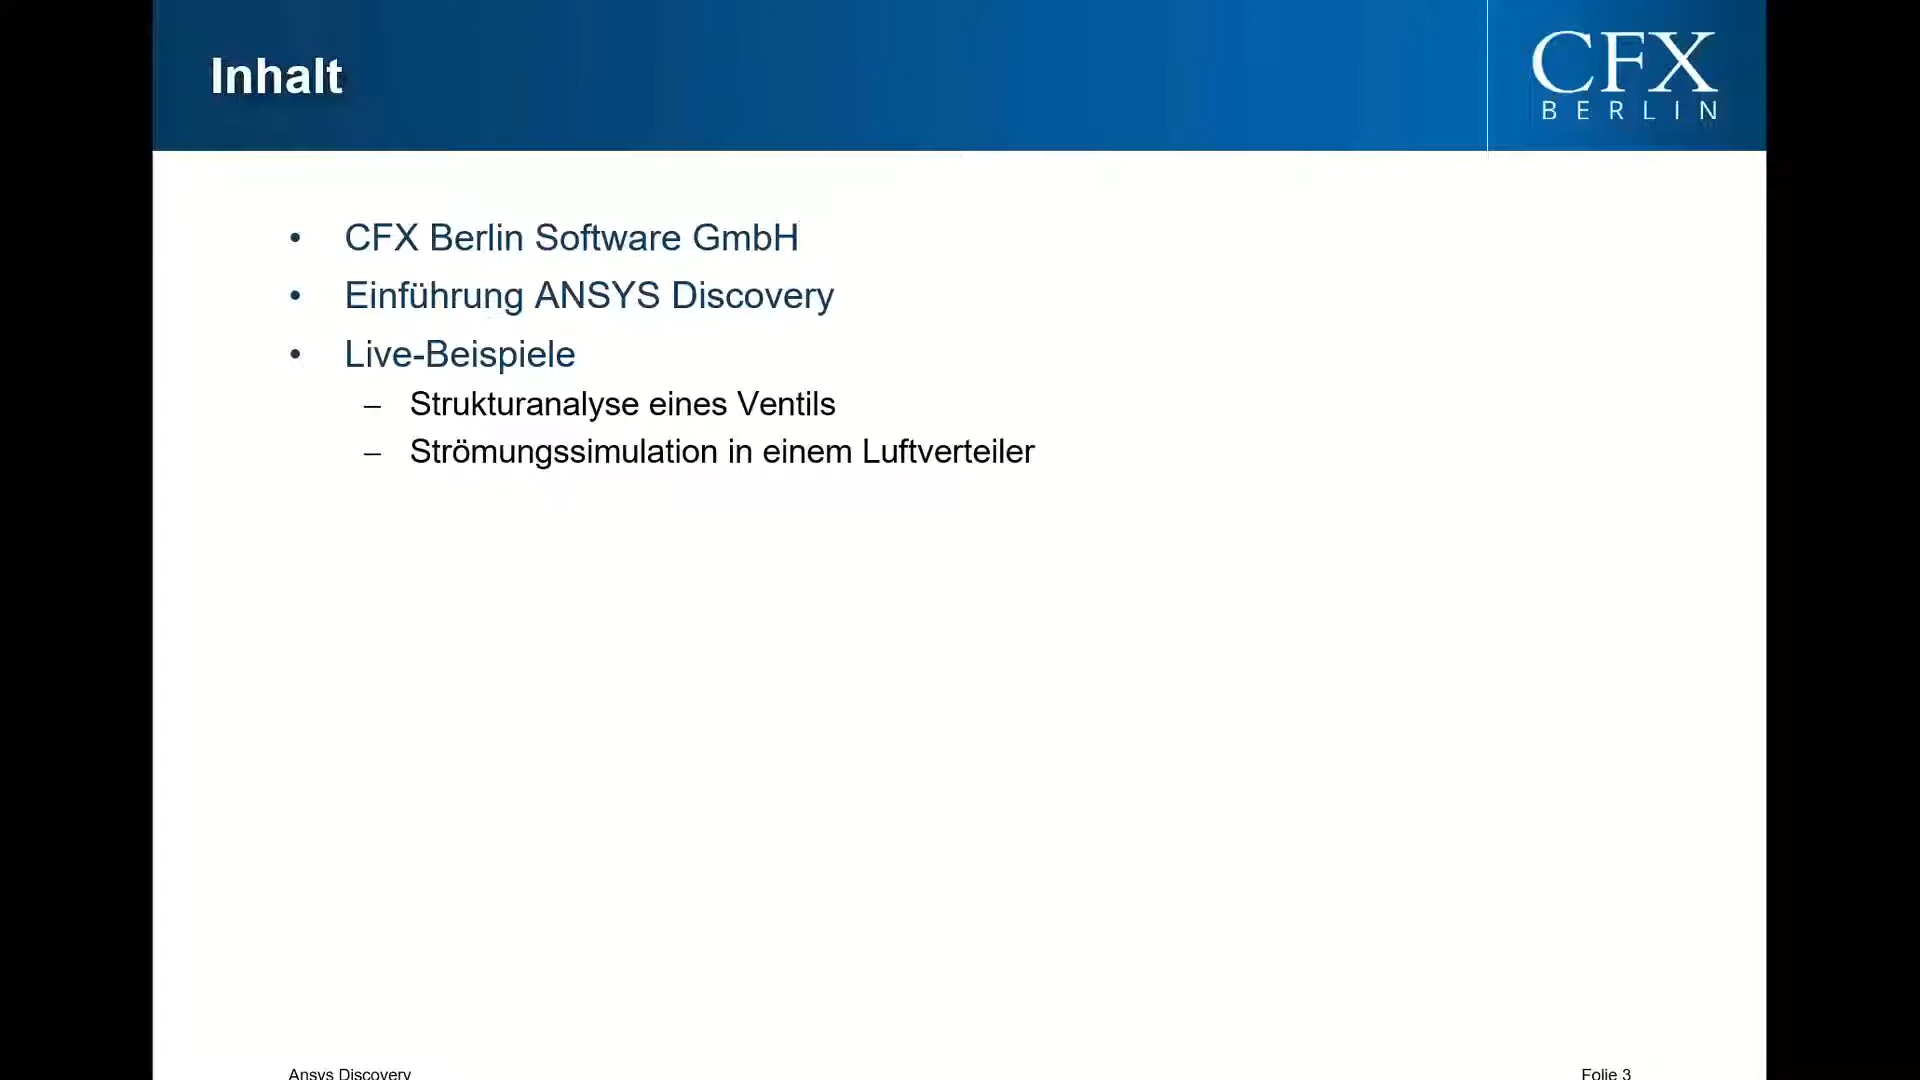 Inhalt
CFX
BERLIN
• CFX Berlin Software GmbH
• Einführung ANSYS Discovery
• Live-Beispiele
– Strukturanalyse eines Ventils
– Strömungssimulation in einem Luftverteiler
Ansys Discovery
Folie 3